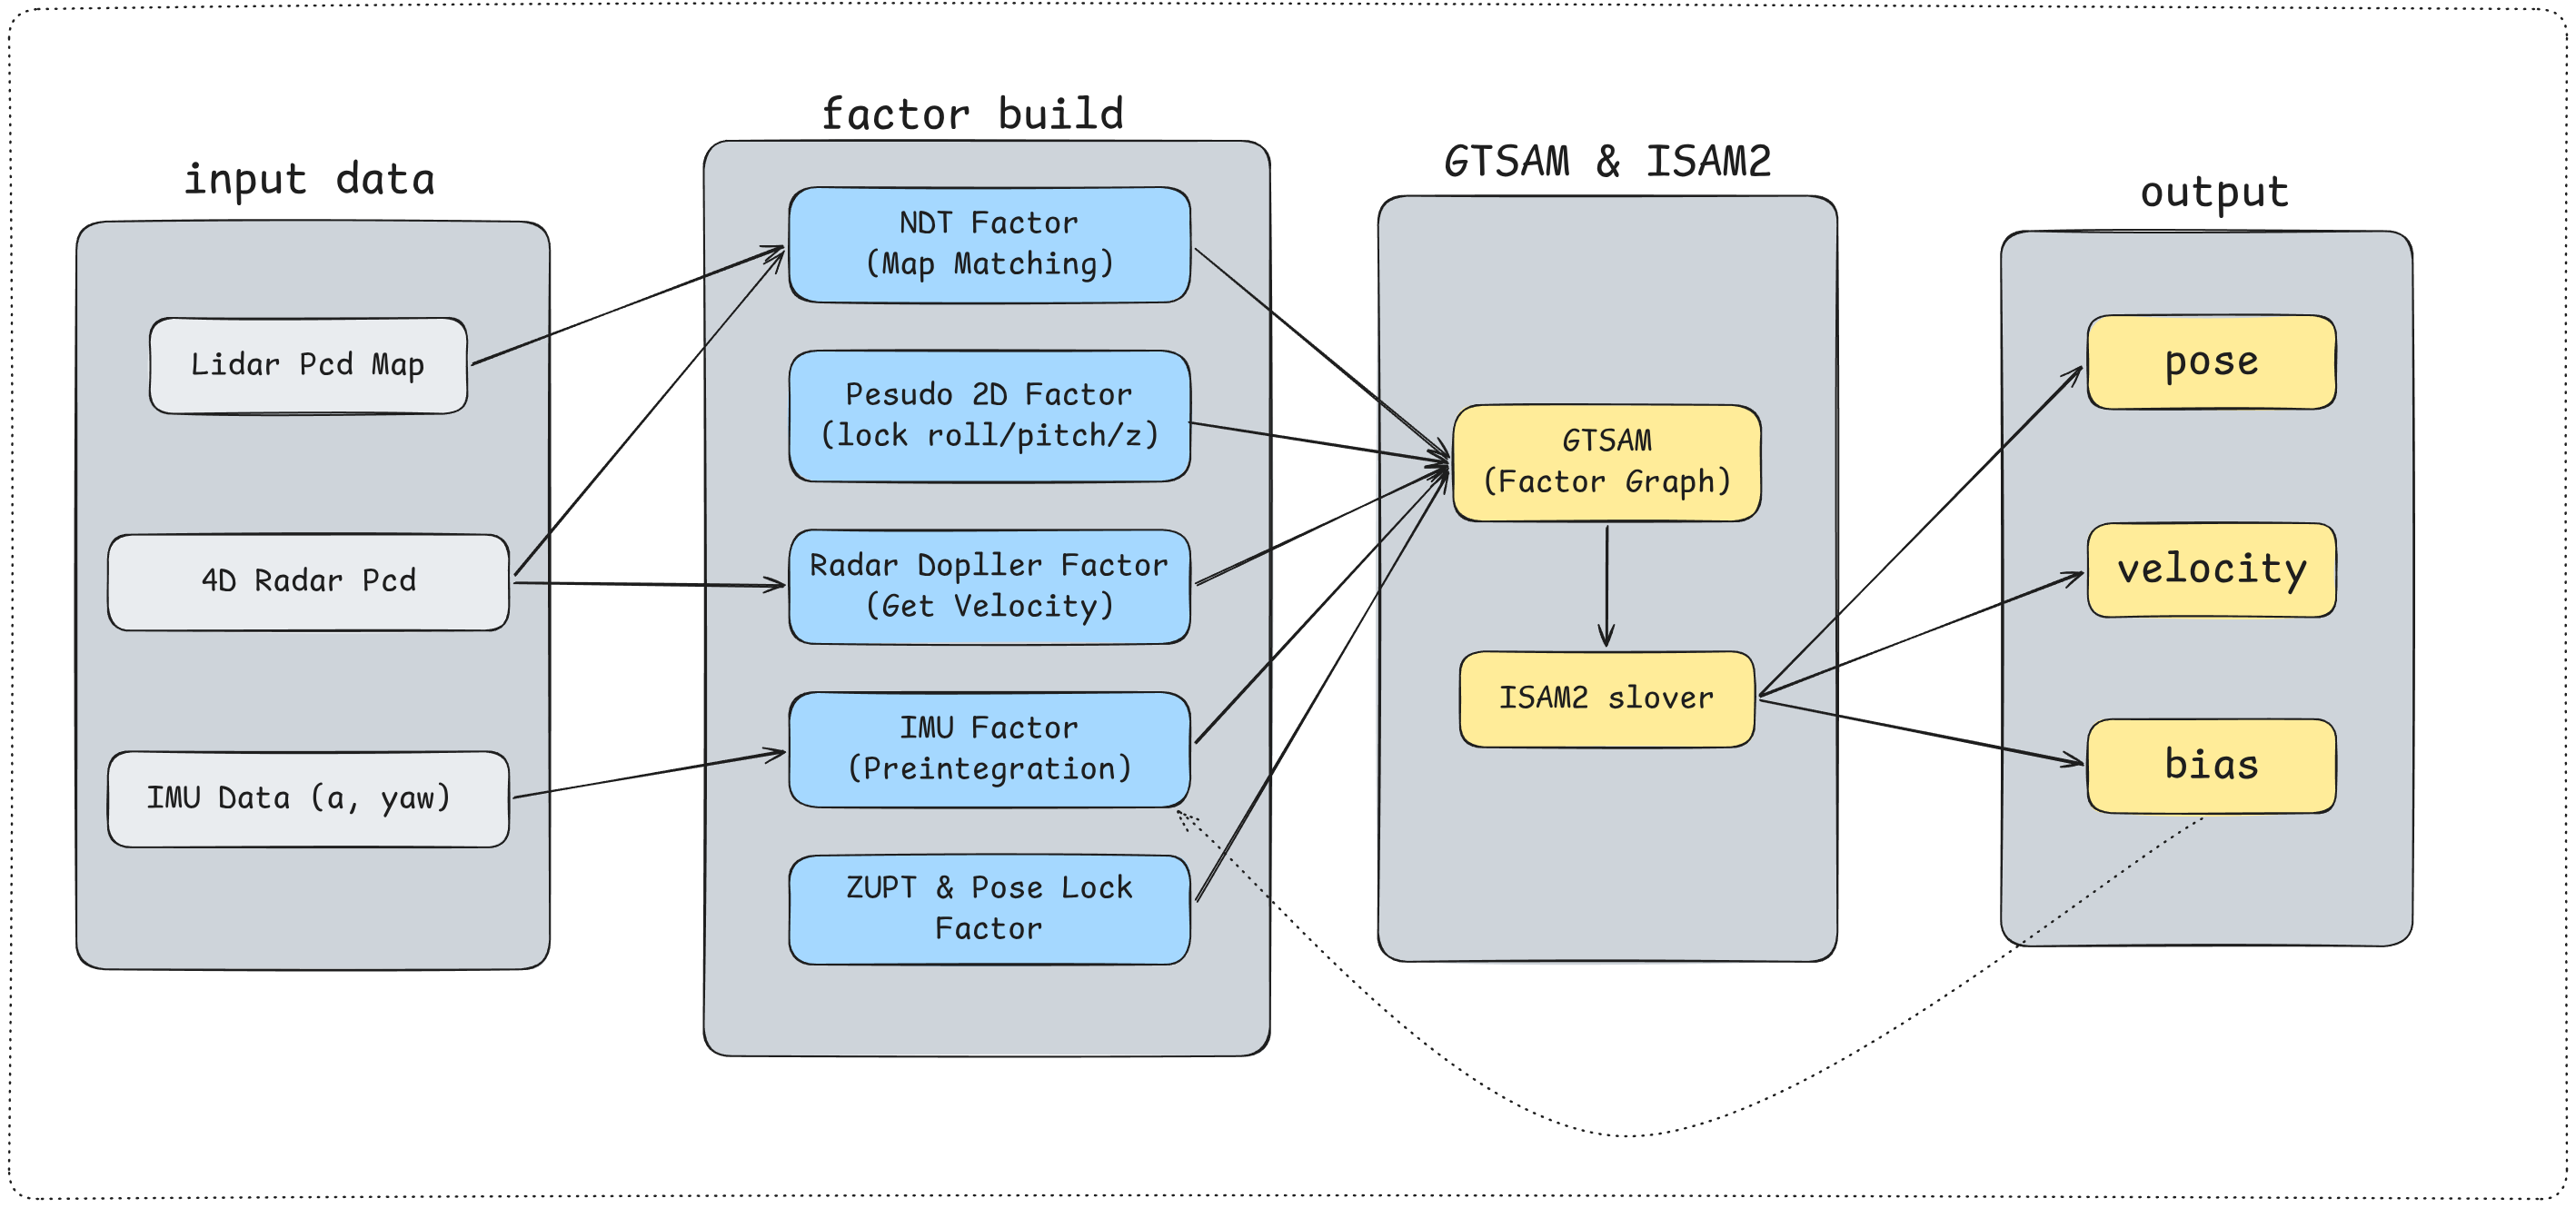 input data
Lidar Pcd Map
4D Radar Pcd
IMU Data (a, yaw)
factor build
NDT Factor
(Map Matching)
Pesudo 2D Factor
(lock roll/pitch/z)
Radar Dopller Factor
(Get Velocity)
IMU Factor
(Preintegration)
ZUPT & Pose Lock
Factor
GTSAM & ISAM2
GTSAM
(Factor Graph)
ISAM2 slover
output
pose
velocity
bias